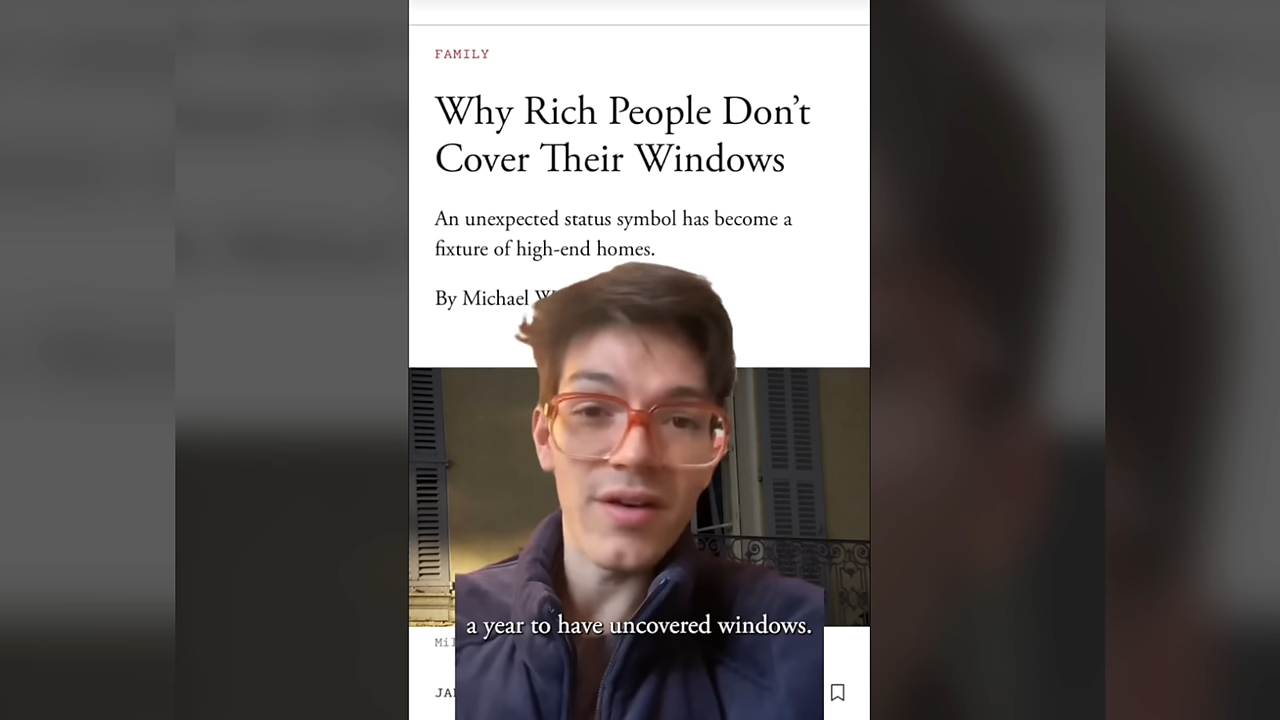 FAMILY
Why Rich People Don’t
Cover Their Windows
An unexpected status symbol has become a
fixture of high-end homes.
By Michael
a year to have uncovered windows.